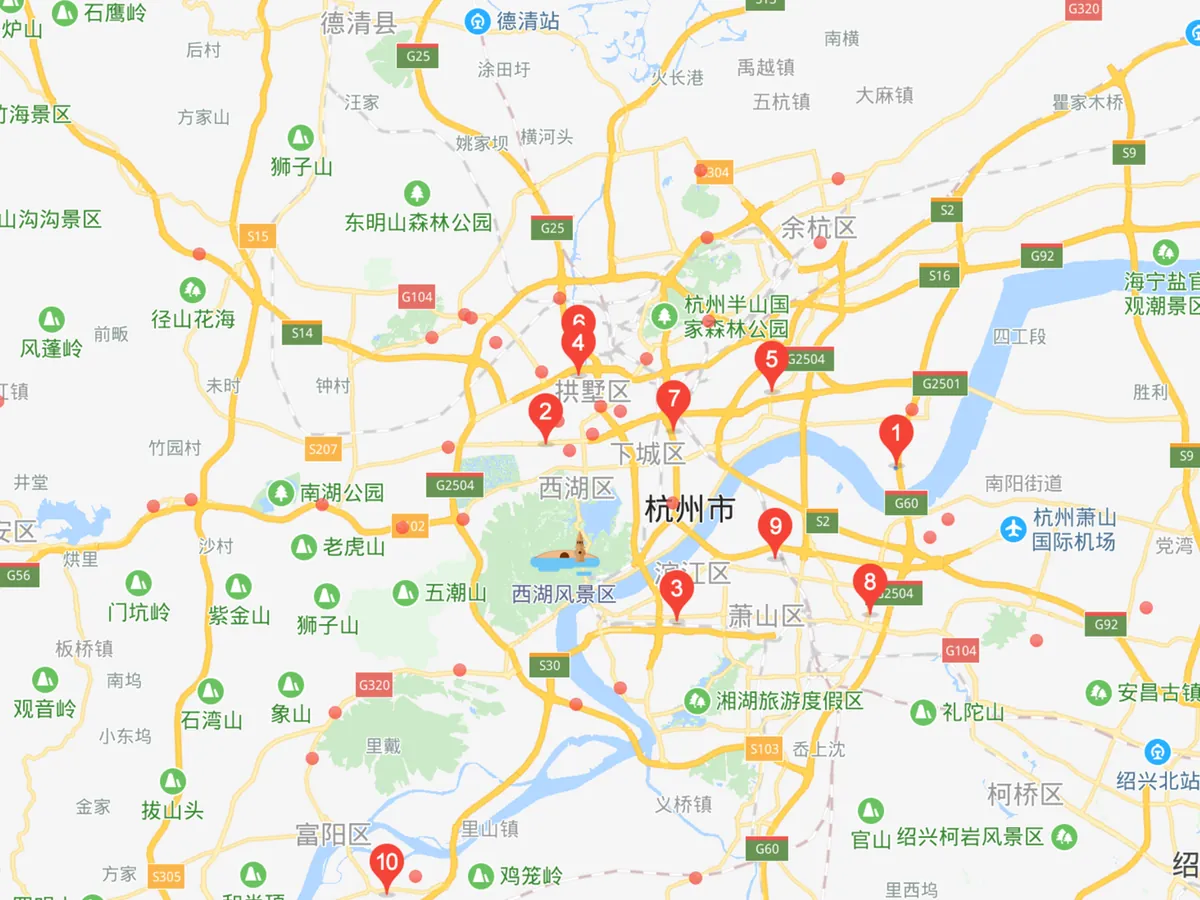 石鹰岭
炉山
德清县
德清站
S13
G320
后村
G25
涂田圩
南横
火长港
禹越镇
汪家
五杭镇
大麻镇
瞿家木桥
竹海景区
方家山
姚家坝
横河头
S9
狮子山
304
山沟沟景区
东明山森林公园
S2
S15
G25
余杭区
G92
S16
海宁盐官
观潮景区
径山花海
G104
杭州半山国
家森林公园
风蓬岭
前畈
S14
6
4
四工段
5
G2504
未时
钟村
拱墅区
G2501
胜利
江镇
2
7
1
竹园村
S207
下城区
S9
井堂
南湖公园
G2504
西湖区
南阳街道
杭州市
G60
安区
02
9
S2
杭州萧山
国际机场
沙村
老虎山
党湾
烘里
G56
门坑岭
紫金山
狮子山
五潮山
西湖风景区
滨江区
3
8
G2504
萧山区
G92
板桥镇
G104
S30
观音岭
南坞
石湾山
象山
G320
湘湖旅游度假区
礼陀山
安昌古镇
小东坞
里戴
S103
岙上沈
绍兴北站
金家
拔山头
义桥镇
柯桥区
富阳区
里山镇
官山
绍兴柯岩风景区
G60
10
绍
方家
S305
鸡笼岭
里西坞